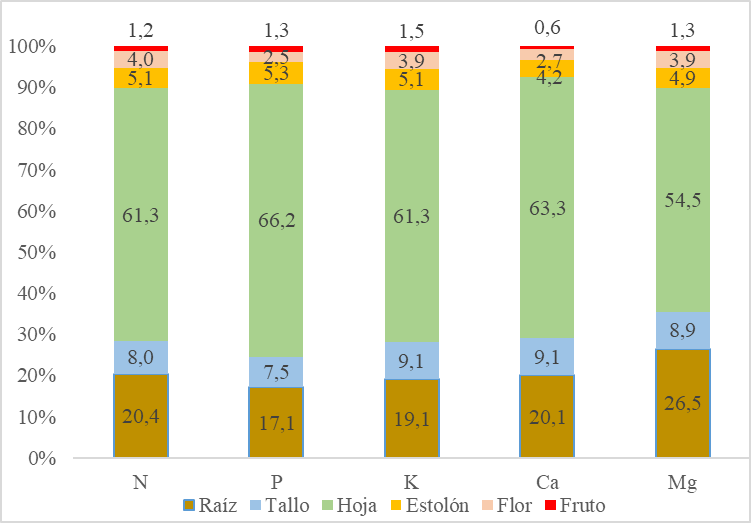 1,2 1,3 1,5 0,6 1,3
100%
4,0 2,5 3,9 2,7 3,9
90%
5,1 5,3 5,1 4,2 4,9
80%
70%
61,3 66,2 61,3 63,3 54,5
60%
50%
40%
30%
8,0 7,5 9,1 9,1 8,9
20%
20,4 17,1 19,1 20,1 26,5
10%
0%
N P K Ca Mg
Raíz Tallo Hoja Estolón Flor Fruto